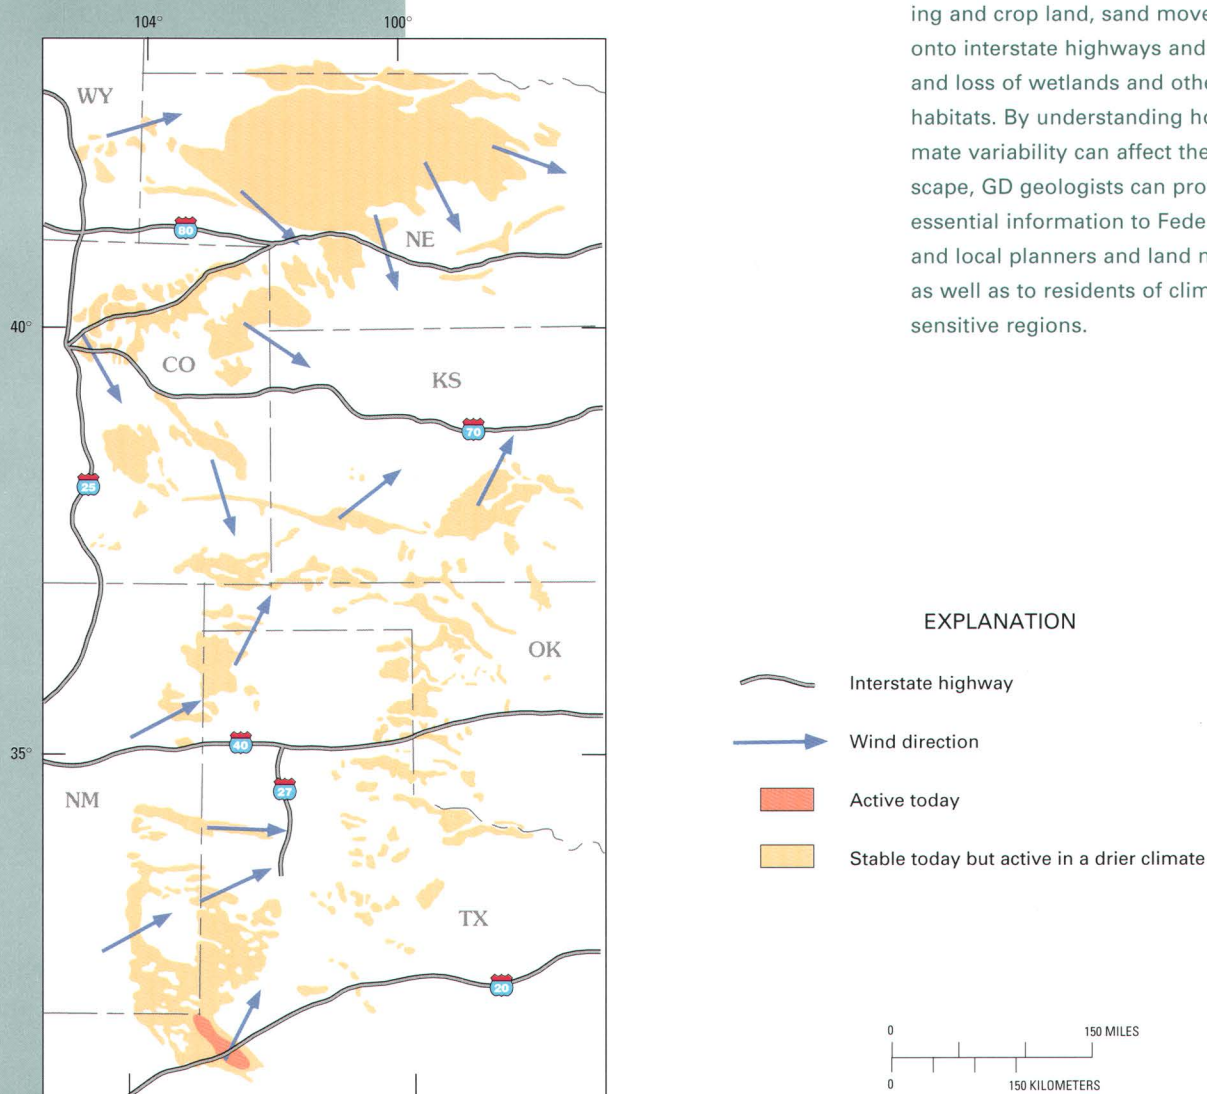 104°
100°
ing and crop land, sand move
onto interstate highways and
and loss of wetlands and othe
habitats. By understanding ho
mate variability can affect the
scape, GD geologists can pro
essential information to Fede
and local planners and land n
as well as to residents of clim
sensitive regions.
WY
80
NE
40°
CO
KS
70
25
EXPLANATION
OK
Interstate highway
40
Wind direction
35°
27
NM
Active today
Stable today but active in a drier climate
TX
20
0 150 MILES
0 150 KILOMETERS